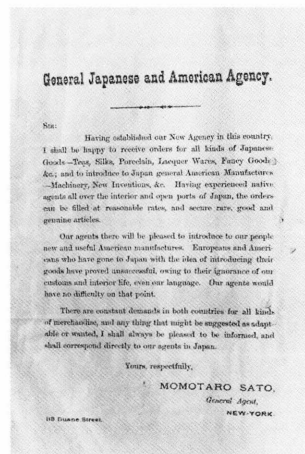 General Japanese and American Agency.
SIR:
Having established our New Agency in this country,
I shall be happy to receive orders for all kinds of Japanese
Goods—Teas, Silks, Porcelain, Lacquer Wares, Fancy Goods
&c.; and to introduce to Japan general American Manufactures
—Machinery, New Inventions, &c. Having experienced native
agents all over the interior and open ports of Japan, the orders
can be filled at reasonable rates, and secure rare, good and
genuine articles.
Our agents there will be pleased to introduce to our people
new and useful American manufactures. Europeans and Ameri-
cans who have gone to Japan with the idea of introducing their
goods have proved unsuccessful, owing to their ignorance of our
customs and interior life, even our language. Our agents would
have no difficulty on that point.
There are constant demands in both countries for all kinds
of merchandise, and any thing that might be suggested as adapt-
able or wanted, I shall always be pleased to be informed, and
shall correspond directly to our agents in Japan.
Yours, respectfully,
MOMOTARO SATO,
General Agent,
NEW-YORK.
Duane Street.